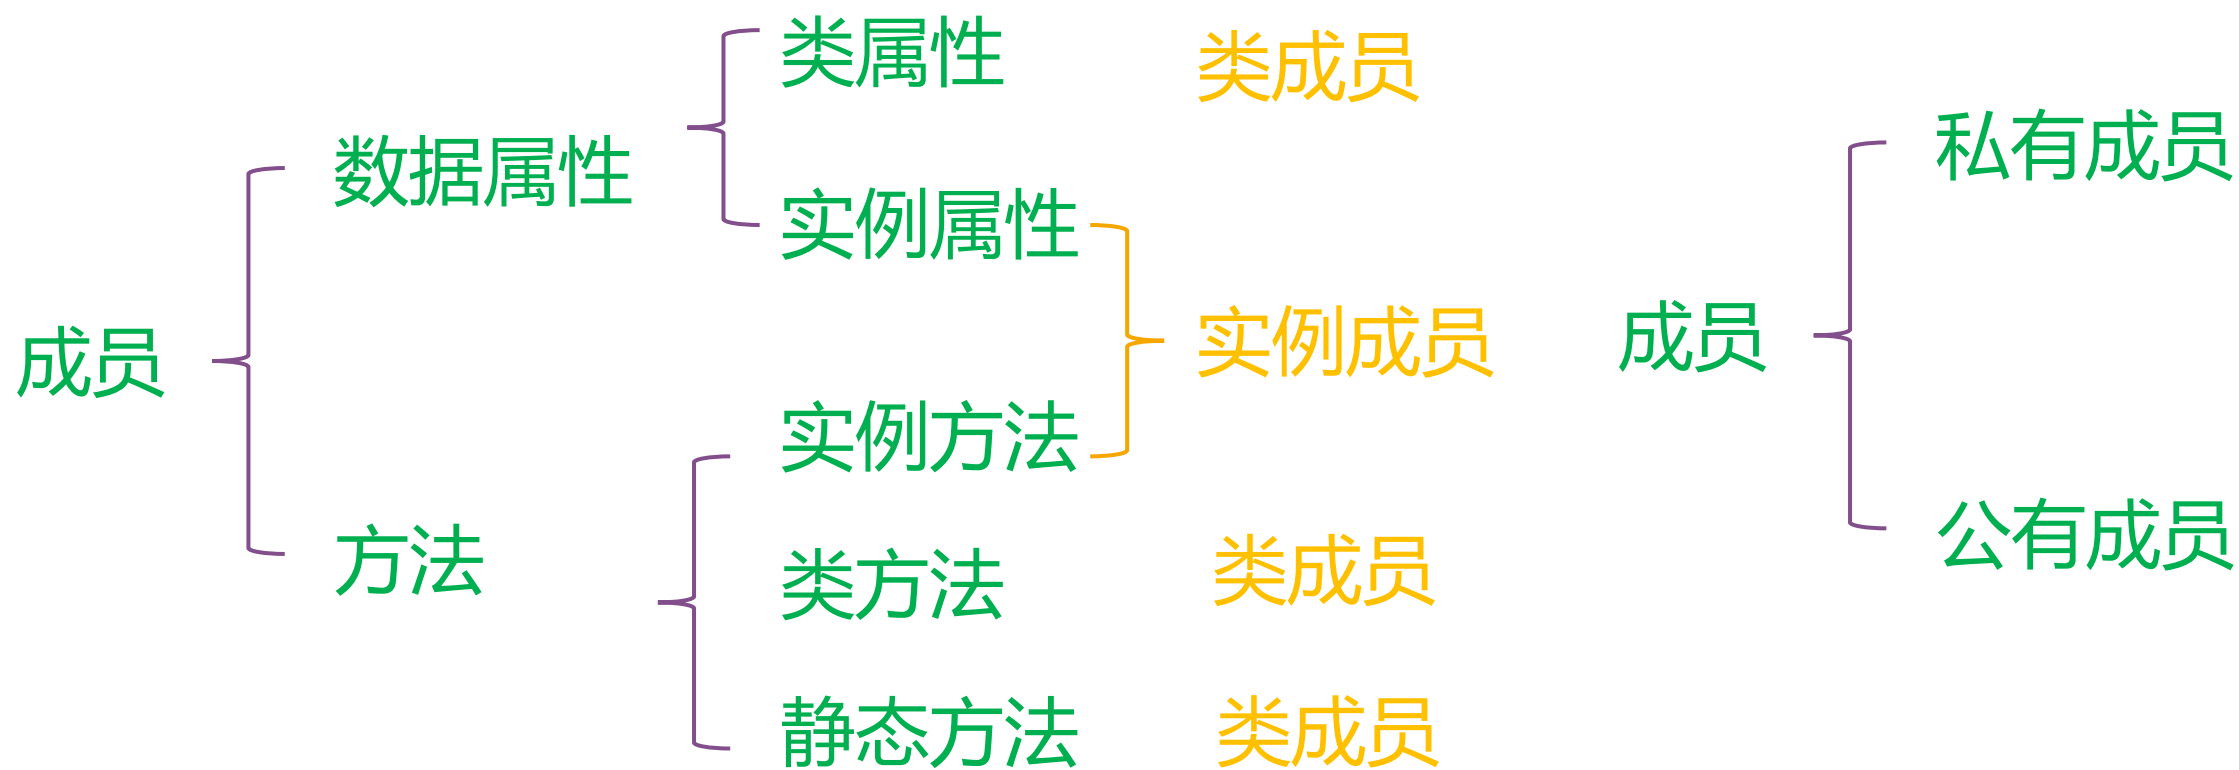 类属性
类成员
私有成员
数据属性
实例属性
成员
实例成员
成员
实例方法
方法
类方法
类成员
公有成员
静态方法
类成员